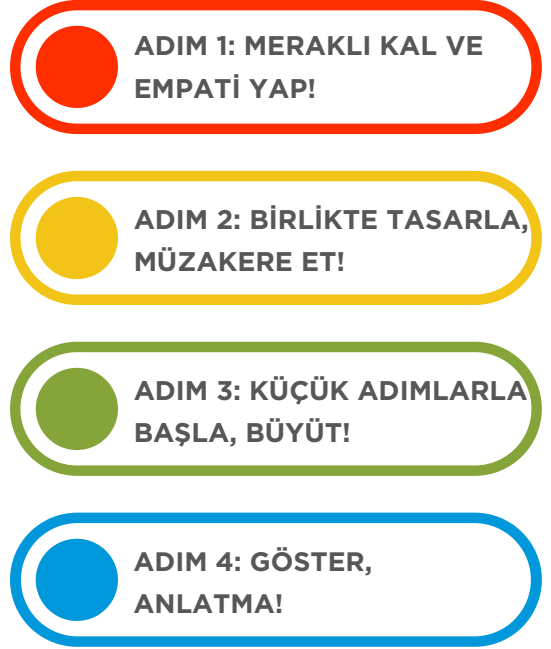 ADIM 1: MERAKLI KAL VE
EMPATİ YAP!
ADIM 2: BİRLİKTE TASARLA,
MÜZAKERE ET!
ADIM 3: KÜÇÜK ADIMLARLA
BAŞLA, BÜYÜT!
ADIM 4: GÖSTER,
ANLATMA!